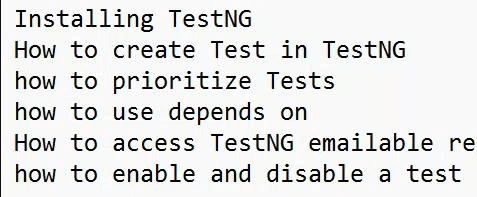 Installing TestNG
How to create Test in TestNG
how to prioritize Tests
how to use depends on
How to access TestNG emailable re
how to enable and disable a test